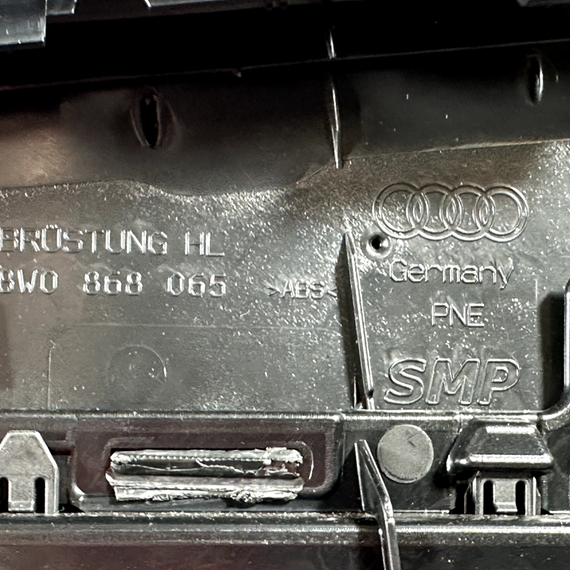 BRÜSTUNG HL
8W0 868 065
>ABS<
Germany
PNE
SMP